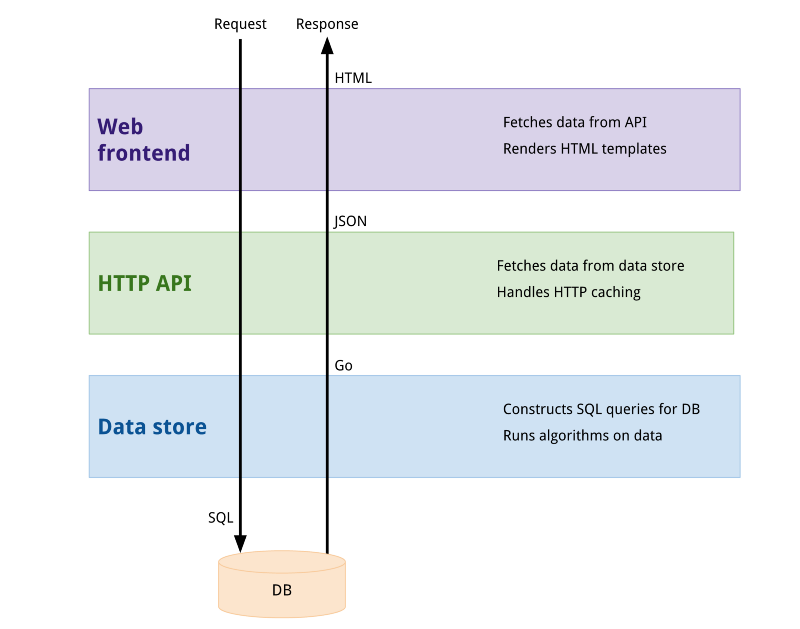 Request
Response
HTML
Web
frontend
Fetches data from API
Renders HTML templates
JSON
HTTP API
Fetches data from data store
Handles HTTP caching
Go
Data store
Constructs SQL queries for DB
Runs algorithms on data
SQL
DB